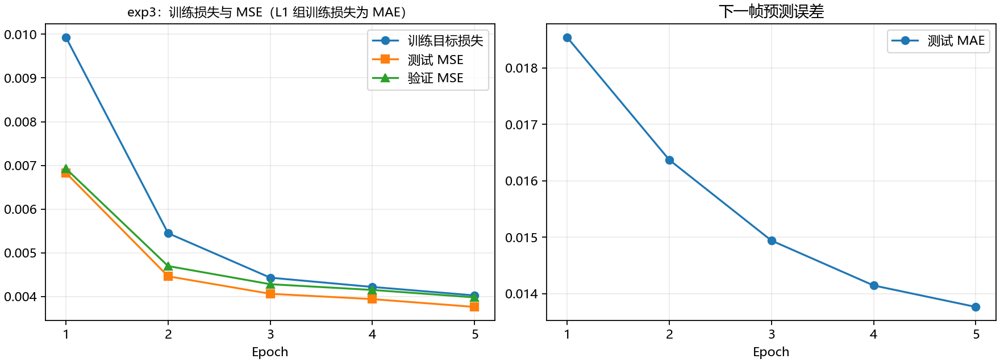 exp3：训练损失与 MSE（L1 组训练损失为 MAE）
0.010
0.009
0.008
0.007
0.006
0.005
0.004
训练目标损失
测试 MSE
验证 MSE
1 2 3 4 5
Epoch
下一帧预测误差
0.018
0.017
0.016
0.015
0.014
测试 MAE
1 2 3 4 5
Epoch